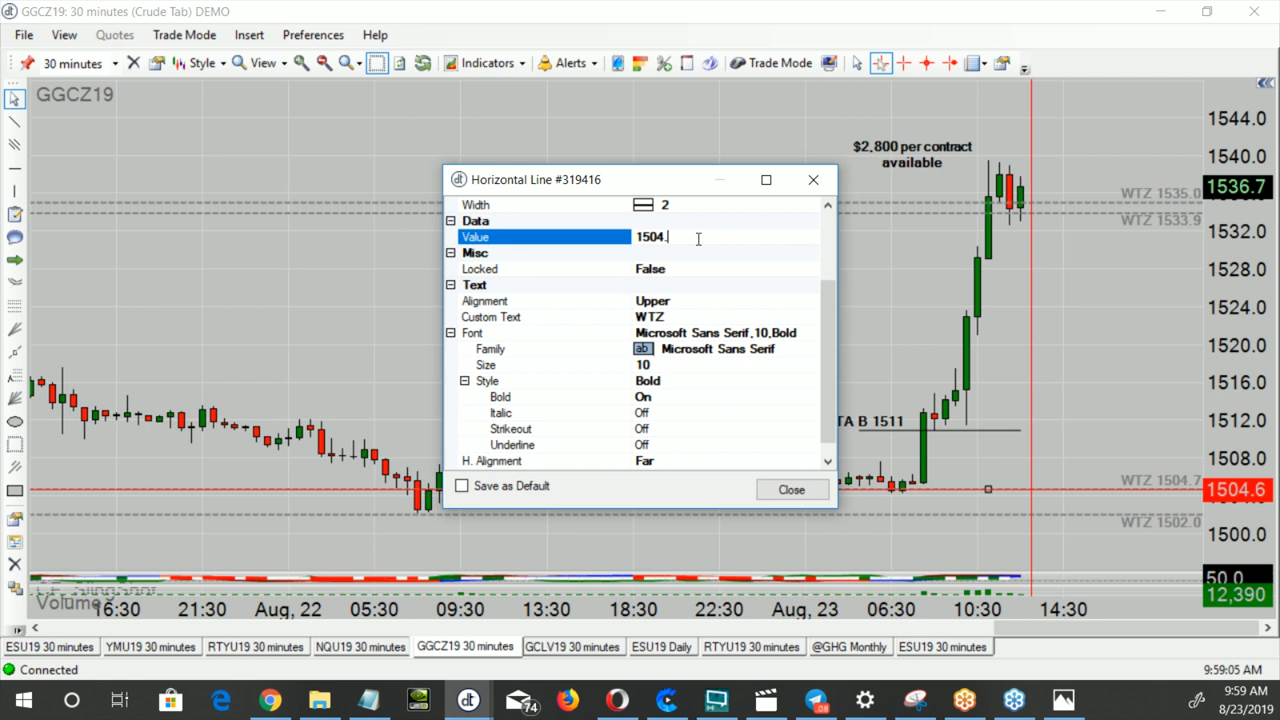 GGCZ19: 30 minutes (Crude Tab) DEMO
File View Quotes Trade Mode Insert Preferences Help
30 minutes Style View Indicators Alerts Trade Mode
GGCZ19
$2,800 per contract
available
1544.0
1540.0
1536.7
1532.0
1528.0
1524.0
1520.0
1516.0
1512.0
1508.0
1504.6
1500.0
WTZ 1535.0
WTZ 1533.9
TA B 1511
WTZ 1504.7
WTZ 1502.0
Horizontal Line #319416
Width 2
Data
Value 1504.
Misc
Locked False
Text
Alignment Upper
Custom Text WTZ
Font Microsoft Sans Serif,10,Bold
Family ab Microsoft Sans Serif
Size 10
Style Bold
Bold On
Italic Off
Strikeout Off
Underline Off
H. Alignment Far
Save as Default Close
50.0
Volume
12,390
16:30 21:30 Aug, 22 05:30 09:30 13:30 18:30 22:30 Aug, 23 06:30 10:30 14:30
ESU19 30 minutes YMU19 30 minutes RTYU19 30 minutes NQU19 30 minutes GGCZ19 30 minutes GCLV19 30 minutes ESU19 Daily RTYU19 30 minutes @GHG Monthly ESU19 30 minutes
Connected 9:59:05 AM
74
9:59 AM
8/23/2019